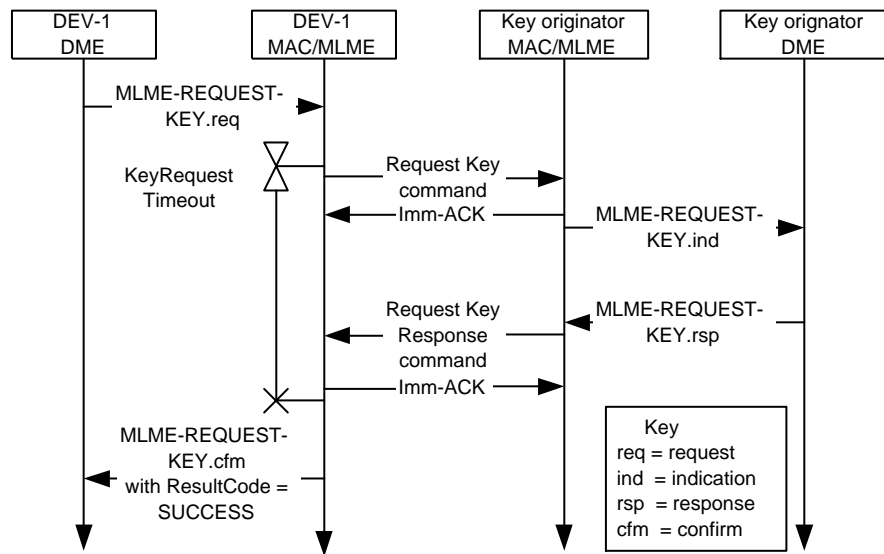 DEV-1
DME
DEV-1
MAC/MLME
Key originator
MAC/MLME
Key orignator
DME
MLME-REQUEST-
KEY.req
KeyRequest
Timeout
Request Key
command
Imm-ACK
MLME-REQUEST-
KEY.ind
Request Key
Response
command
MLME-REQUEST-
KEY.rsp
Imm-ACK
MLME-REQUEST-
KEY.cfm
with ResultCode =
SUCCESS
Key
req = request
ind = indication
rsp = response
cfm = confirm